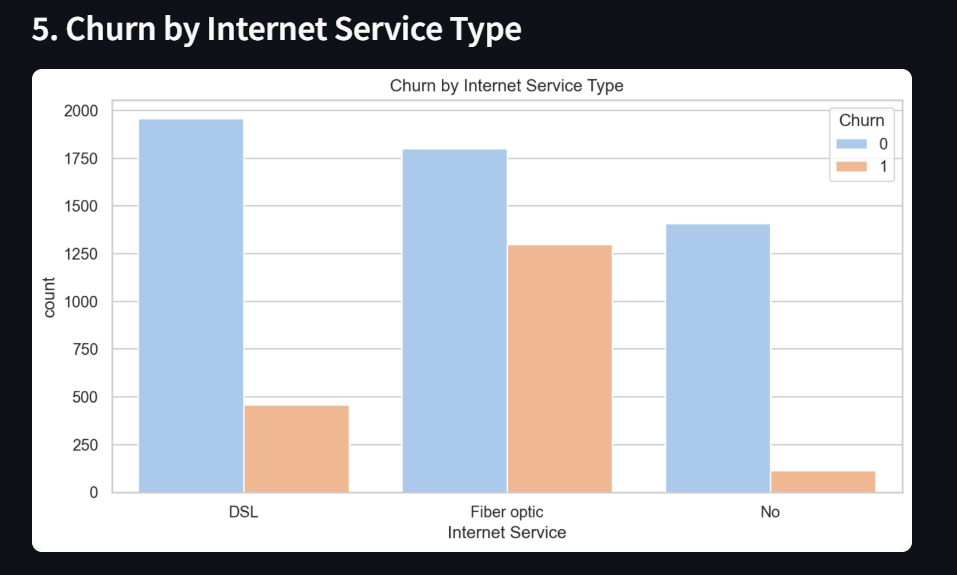 5. Churn by Internet Service Type
Churn by Internet Service Type
Churn
0
1
count
2000
1750
1500
1250
1000
750
500
250
0
DSL
Fiber optic
No
Internet Service